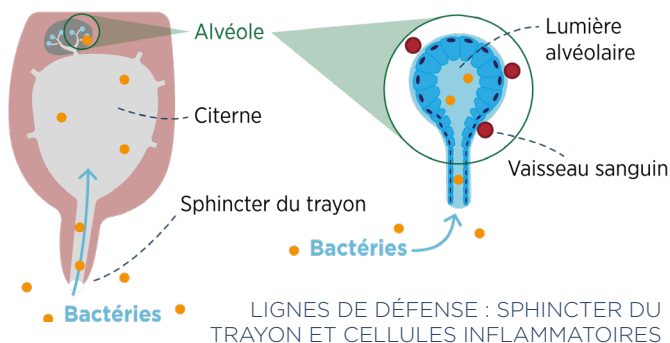 Alvéole
Lumière
alvéolaire
Citerne
Vaisseau sanguin
Sphincter du trayon
Bactéries
Bactéries
LIGNES DE DÉFENSE : SPHINCTER DU
TRAYON ET CELLULES INFLAMMATOIRES